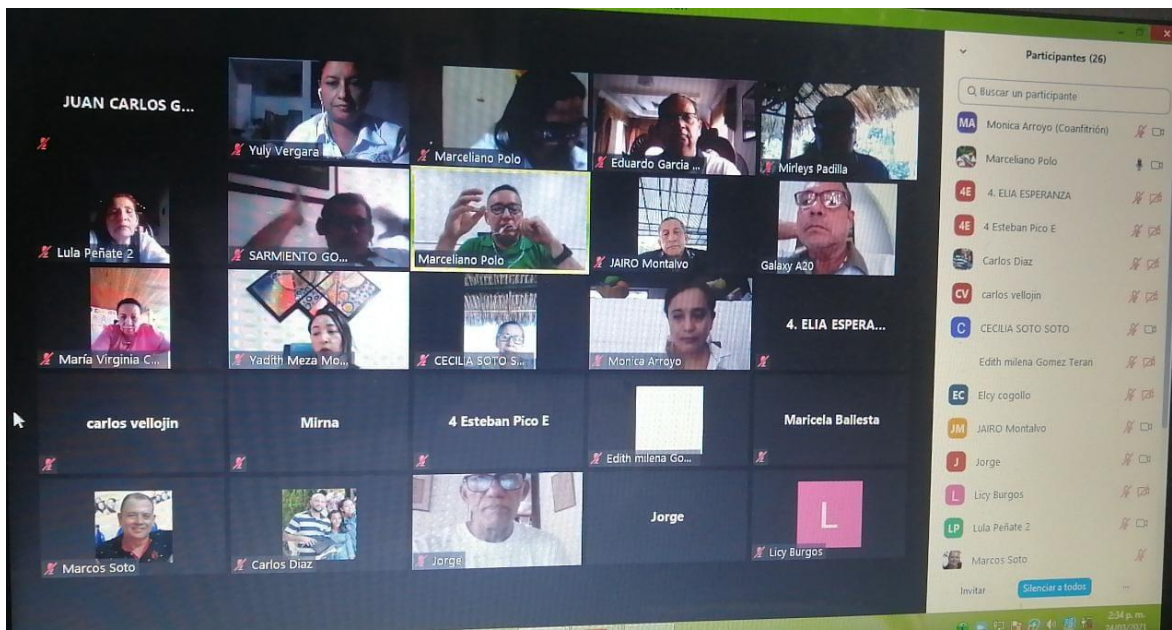 JUAN CARLOS G...
Yuly Vergara
Marceliano Polo
Eduardo Garcia ...
Mirleys Padilla
Lula Peñate 2
SARMIENTO GO...
Marceliano Polo
JAIRO Montalvo
Galaxy A20
María Virginia C...
Yadith Meza Mo...
CECILIA SOTO S...
Monica Arroyo
4. ELIA ESPERA...
carlos vellojin
Mirna
4 Esteban Pico E
Edith milena Go...
Maricela Ballesta
Marcos Soto
Carlos Diaz
Jorge
Jorge
L
Licy Burgos
Participantes (26)
Buscar un participante
MA Monica Arroyo (Coanfitrión)
Marceliano Polo
4E 4. ELIA ESPERANZA
4E 4 Esteban Pico E
Carlos Diaz
CV carlos vellojin
C CECILIA SOTO SOTO
Edith milena Gomez Teran
EC Elcy cogollo
JM JAIRO Montalvo
J Jorge
L Licy Burgos
LP Lula Peñate 2
Marcos Soto
Invitar Silenciar a todos ...
2:34 p. m.